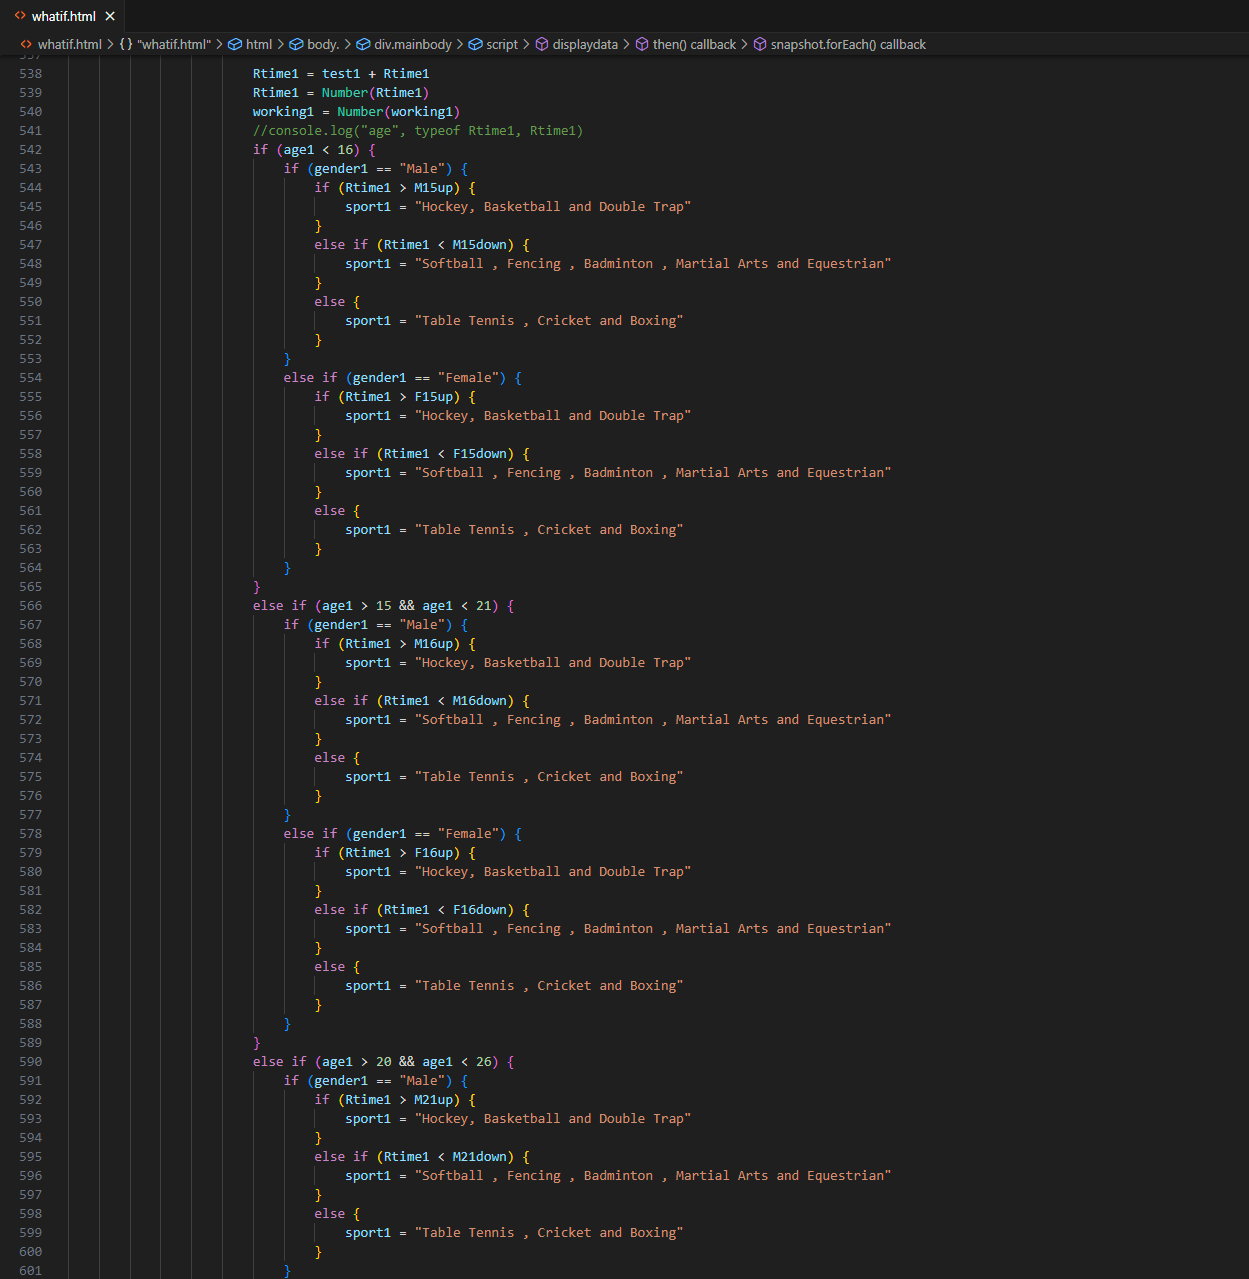 whatif.html
whatif.html > {} "whatif.html" > html > body. > div.mainbody > script > displaydata > then() callback > snapshot.forEach() callback
537
538 Rtime1 = test1 + Rtime1
539 Rtime1 = Number(Rtime1)
540 working1 = Number(working1)
541 //console.log("age", typeof Rtime1, Rtime1)
542 if (age1 < 16) {
543 if (gender1 == "Male") {
544 if (Rtime1 > M15up) {
545 sport1 = "Hockey, Basketball and Double Trap"
546 }
547 else if (Rtime1 < M15down) {
548 sport1 = "Softball , Fencing , Badminton , Martial Arts and Equestrian"
549 }
550 else {
551 sport1 = "Table Tennis , Cricket and Boxing"
552 }
553 }
554 else if (gender1 == "Female") {
555 if (Rtime1 > F15up) {
556 sport1 = "Hockey, Basketball and Double Trap"
557 }
558 else if (Rtime1 < F15down) {
559 sport1 = "Softball , Fencing , Badminton , Martial Arts and Equestrian"
560 }
561 else {
562 sport1 = "Table Tennis , Cricket and Boxing"
563 }
564 }
565 }
566 else if (age1 > 15 && age1 < 21) {
567 if (gender1 == "Male") {
568 if (Rtime1 > M16up) {
569 sport1 = "Hockey, Basketball and Double Trap"
570 }
571 else if (Rtime1 < M16down) {
572 sport1 = "Softball , Fencing , Badminton , Martial Arts and Equestrian"
573 }
574 else {
575 sport1 = "Table Tennis , Cricket and Boxing"
576 }
577 }
578 else if (gender1 == "Female") {
579 if (Rtime1 > F16up) {
580 sport1 = "Hockey, Basketball and Double Trap"
581 }
582 else if (Rtime1 < F16down) {
583 sport1 = "Softball , Fencing , Badminton , Martial Arts and Equestrian"
584 }
585 else {
586 sport1 = "Table Tennis , Cricket and Boxing"
587 }
588 }
589 }
590 else if (age1 > 20 && age1 < 26) {
591 if (gender1 == "Male") {
592 if (Rtime1 > M21up) {
593 sport1 = "Hockey, Basketball and Double Trap"
594 }
595 else if (Rtime1 < M21down) {
596 sport1 = "Softball , Fencing , Badminton , Martial Arts and Equestrian"
597 }
598 else {
599 sport1 = "Table Tennis , Cricket and Boxing"
600 }
601 }